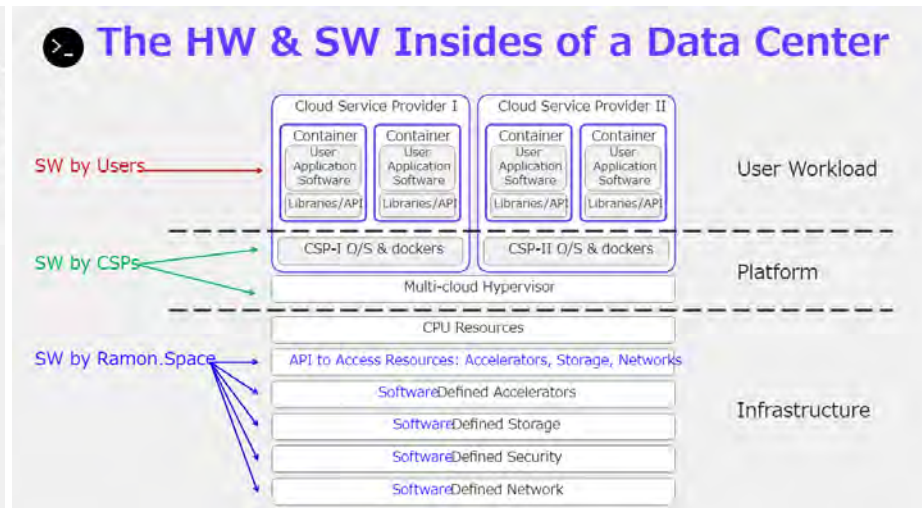 >_ The HW & SW Insides of a Data Center
Cloud Service Provider I
Cloud Service Provider II
Container
Container
Container
Container
User
Application
Software
User
Application
Software
User
Application
Software
User
Application
Software
Libraries/API
Libraries/API
Libraries/API
Libraries/API
SW by Users
User Workload
CSP-I O/S & dockers
CSP-II O/S & dockers
SW by CSPs
Platform
Multi-cloud Hypervisor
CPU Resources
SW by Ramon.Space
API to Access Resources: Accelerators, Storage, Networks
SoftwareDefined Accelerators
Infrastructure
SoftwareDefined Storage
SoftwareDefined Security
SoftwareDefined Network